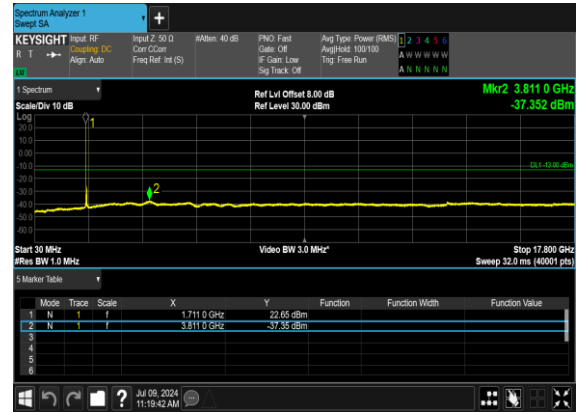 Spectrum Analyzer 1
Swept SA
+
KEYSIGHT Input: RF Input Z: 50 Ω #Atten: 40 dB PNO: Fast Avg Type: Power (RMS) 1 2 3 4 5 6
R T Coupling: DC Corr CCorr Gate: Off Avg|Hold: 100/100 A W W W W W
Align: Auto Freq Ref: Int (S) IF Gain: Low Trig: Free Run
Sig Track: Off A N N N N N
LXI
1 Spectrum Ref Lvl Offset 8.00 dB Mkr2 3.811 0 GHz
Scale/Div 10 dB Ref Level 30.00 dBm -37.352 dBm
Log
1
20.0
10.0
0.00
-10.0 DL1 -13.00 dBm
-20.0
-30.0 2
-40.0
-50.0
-60.0
Start 30 MHz Video BW 3.0 MHz* Stop 17.800 GHz
#Res BW 1.0 MHz Sweep 32.0 ms (40001 pts)
5 Marker Table
Mode Trace Scale X Y Function Function Width Function Value
1 N 1 f 1.711 0 GHz 22.65 dBm
2 N 1 f 3.811 0 GHz -37.35 dBm
3
4
5
6
? Jul 09, 2024
11:19:42 AM